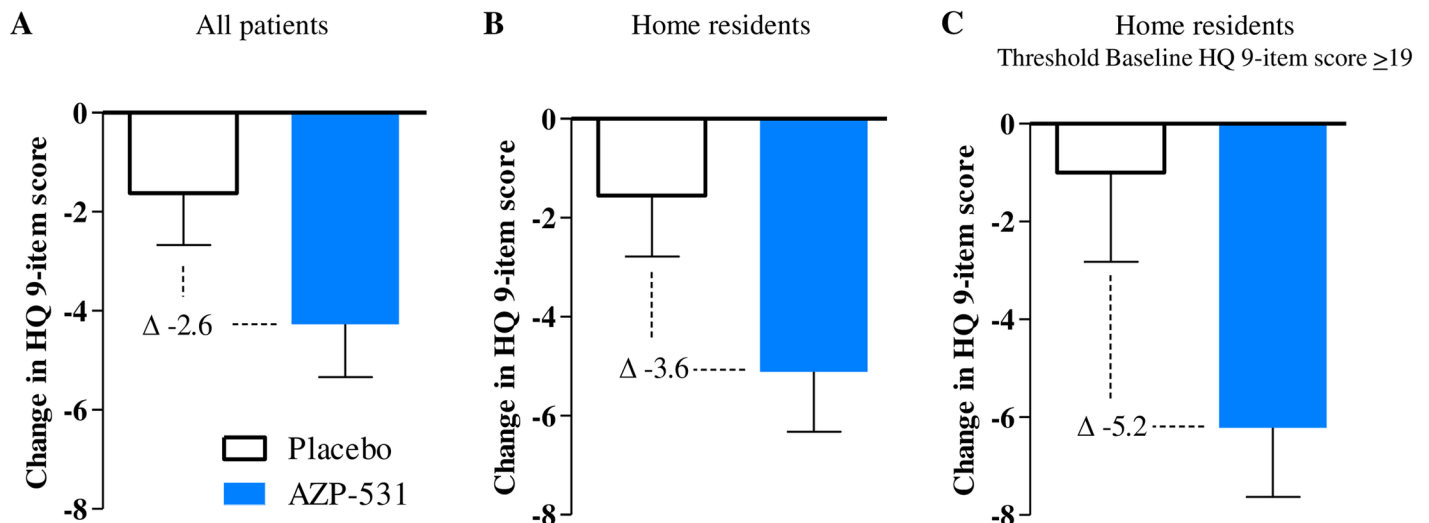 A
All patients
Change in HQ 9-item score
0
-2
-4
-6
-8
Δ -2.6
Placebo
AZP-531
B
Home residents
Change in HQ 9-item score
0
-2
-4
-6
-8
Δ -3.6
C
Home residents
Threshold Baseline HQ 9-item score ≥19
Change in HQ 9-item score
0
-2
-4
-6
-8
Δ -5.2